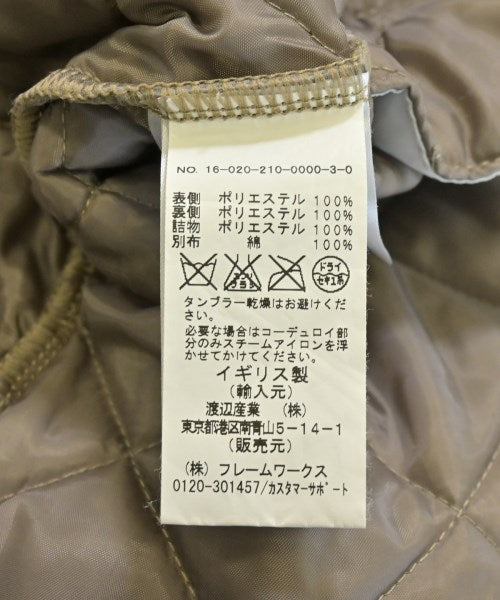 NO. 16-020-210-0000-3-0
表側 ポリエステル 100%
裏側 ポリエステル 100%
詰物 ポリエステル 100%
別布 綿 100%
エンソサラシ
ドライ
セキユ系
タンブラー乾燥はお避けくだ
さい。
必要な場合はコーデュロイ部
分のみスチームアイロンを浮
かせてかけてください。
イギリス製
(輸入元)
渡辺産業 (株)
東京都港区南青山5-14-1
(販売元)
(株) フレームワークス
0120-301457/カスタマーサポート